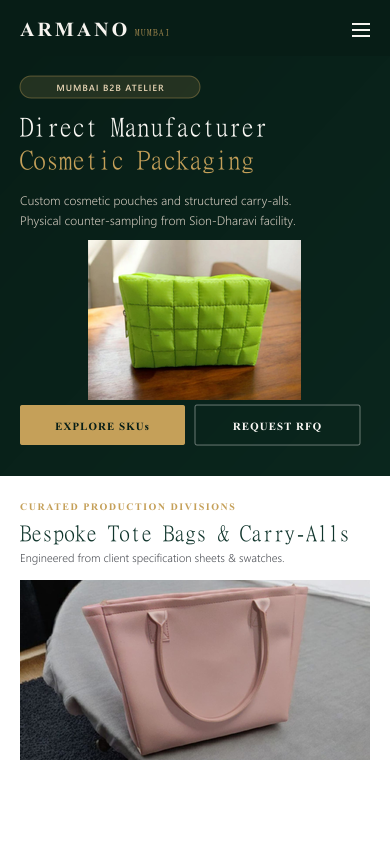 ARMANO MUMBAI
MUMBAI B2B ATELIER
Direct Manufacturer
Cosmetic Packaging
Custom cosmetic pouches and structured carry-alls.
Physical counter-sampling from Sion-Dharavi facility.
EXPLORE SKUs
REQUEST RFQ
CURATED PRODUCTION DIVISIONS
Bespoke Tote Bags & Carry-Alls
Engineered from client specification sheets & swatches.